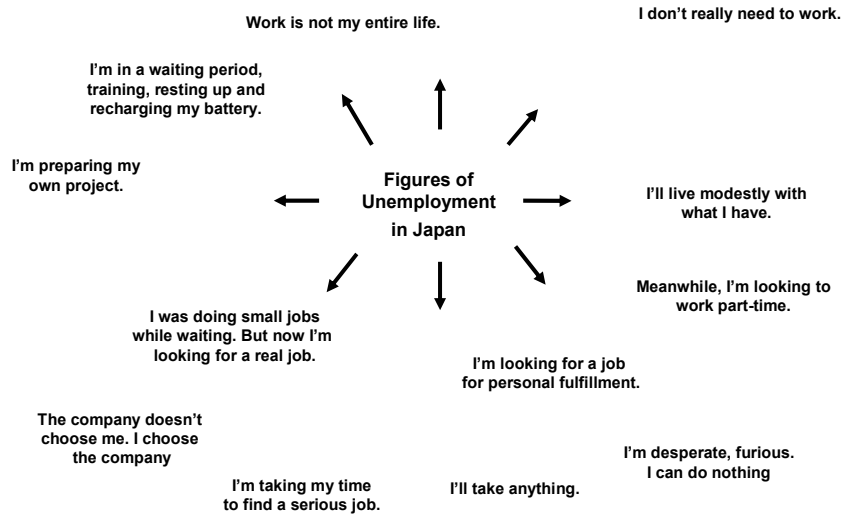 Work is not my entire life.
I don’t really need to work.
I’m in a waiting period,
training, resting up and
recharging my battery.
I’m preparing my
own project.
Figures of
Unemployment
in Japan
I’ll live modestly with
what I have.
Meanwhile, I’m looking to
work part-time.
I was doing small jobs
while waiting. But now I’m
looking for a real job.
I’m looking for a job
for personal fulfillment.
The company doesn’t
choose me. I choose
the company
I’m desperate, furious.
I can do nothing
I’m taking my time
to find a serious job.
I’ll take anything.